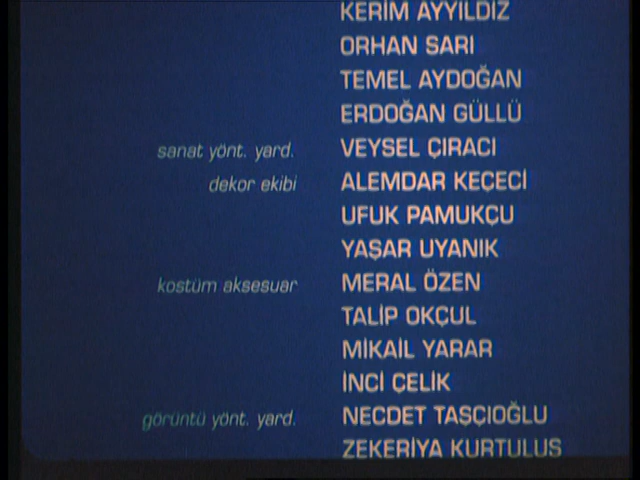 KERİM AYYILDIZ
ORHAN SARI
TEMEL AYDOĞAN
ERDOĞAN GÜLLÜ
sanat yönt. yard. VEYSEL ÇIRACI
dekor ekibi ALEMDAR KEÇECİ
UFUK PAMUKÇU
YAŞAR UYANIK
kostüm aksesuar MERAL ÖZEN
TALİP OKÇUL
MİKAİL YARAR
İNCİ ÇELİK
görüntü yönt. yard. NECDET TAŞÇIOĞLU
ZEKERİYA KURTULUŞ